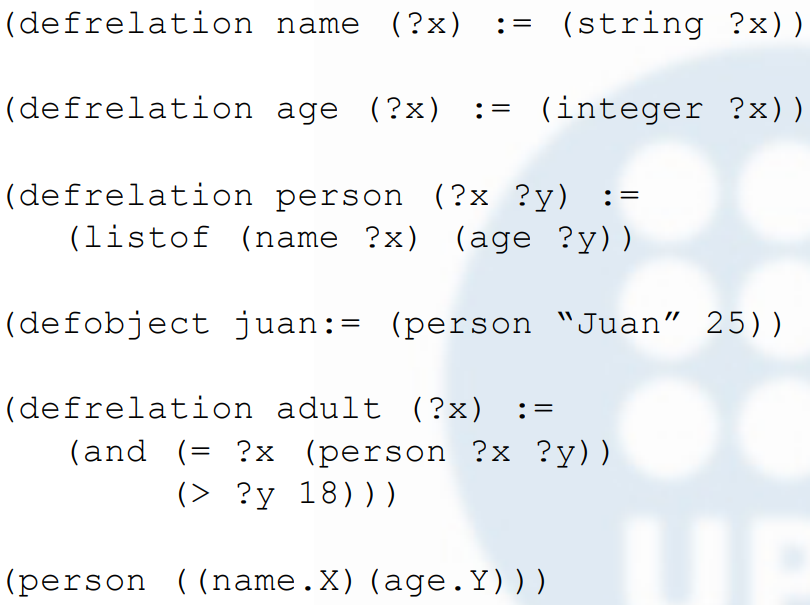 (defrelation name (?x) := (string ?x))
(defrelation age (?x) := (integer ?x))
(defrelation person (?x ?y) :=
(listof (name ?x) (age ?y))
(defobject juan:= (person “Juan” 25))
(defrelation adult (?x) :=
(and (= ?x (person ?x ?y))
(> ?y 18)))
(person ((name.X)(age.Y)))